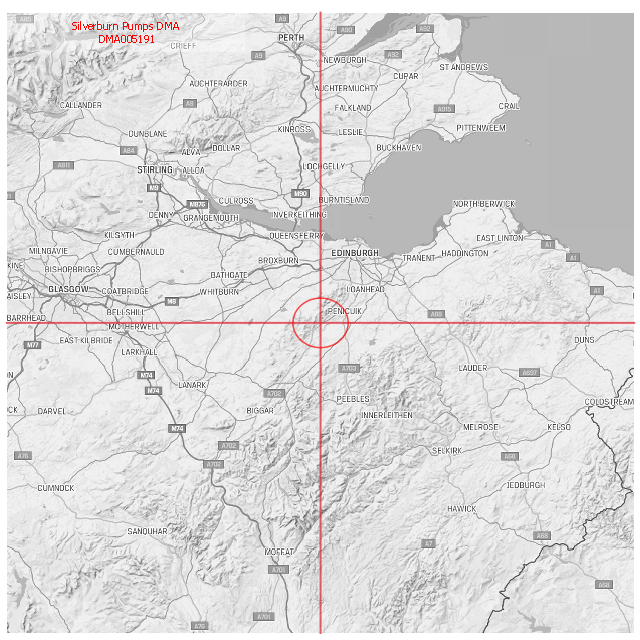 A85
Silverburn Pumps DMA
DMA005191
CRIEFF
A9
PERTH
A90
A92
A9
NEWBURGH
A92
CUPAR
ST ANDREWS
AUCHTERARDER
AUCHTERMUCHTY
CALLANDER
A9
FALKLAND
A915
CRAIL
DUNBLANE
KINROSS
LESLIE
PITTENWEEM
A84
ALVA
DOLLAR
BUCKHAVEN
A811
STIRLING
ALLOA
LOCHGELLY
M9
M90
CULROSS
BURNTISLAND
M876
NORTH BERWICK
DENNY
GRANGEMOUTH
INVERKEITHING
KILSYTH
QUEENSFERRY
EAST LINTON
A1
MILNGAVIE
CUMBERNAULD
EDINBURGH
HADDINGTON
TRANENT
A1
BROXBURN
KINE
BISHOPBRIGGS
BATHGATE
GLASGOW
COATBRIDGE
WHITBURN
LOANHEAD
A1
AISLEY
M8
BELLSHILL
PENICUIK
A68
BARRHEAD
MOTHERWELL
EAST KILBRIDE
DUNS
M77
LARKHALL
LAUDER
A697
M74
A703
ON
LANARK
M74
A702
PEEBLES
COLDSTREAM
CK
DARVEL
BIGGAR
INNERLEITHEN
M74
MELROSE
KELSO
A702
SELKIRK
A76
A702
A68
CUMNOCK
JEDBURGH
HAWICK
SANQUHAR
A68
A7
MOFFAT
A701
A68
A701
A76